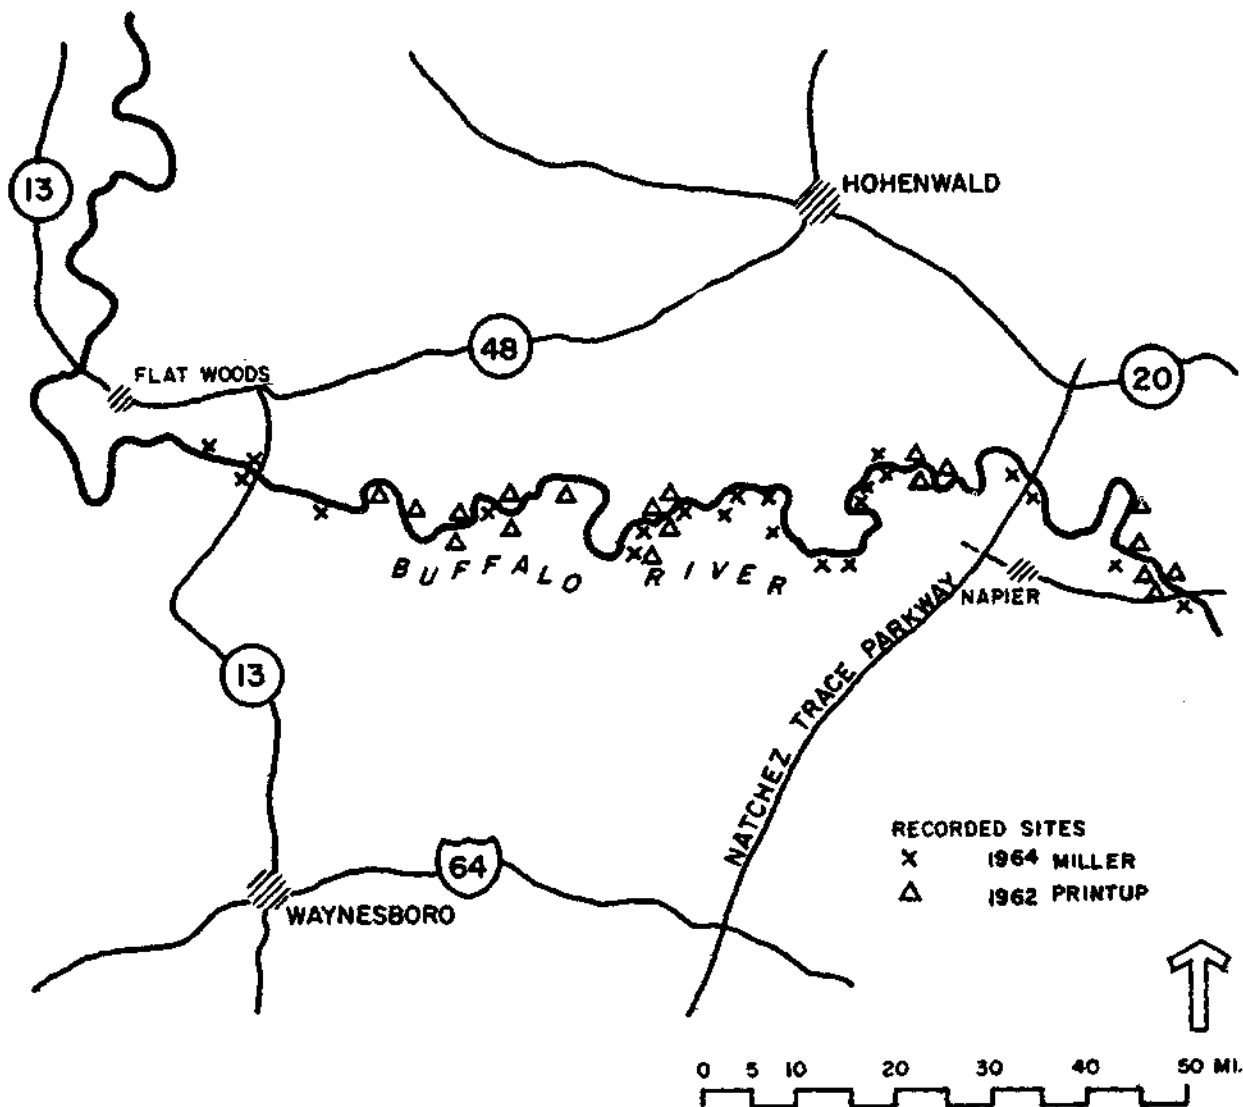 13
HOHENWALD
48
FLAT WOODS
20
BUFFALO RIVER
NAPIER
NATCHEZ TRACE PARKWAY
13
RECORDED SITES
X 1964 MILLER
△ 1962 PRINTUP
64
WAYNESBORO
0 5 10 20 30 40 50 MI.